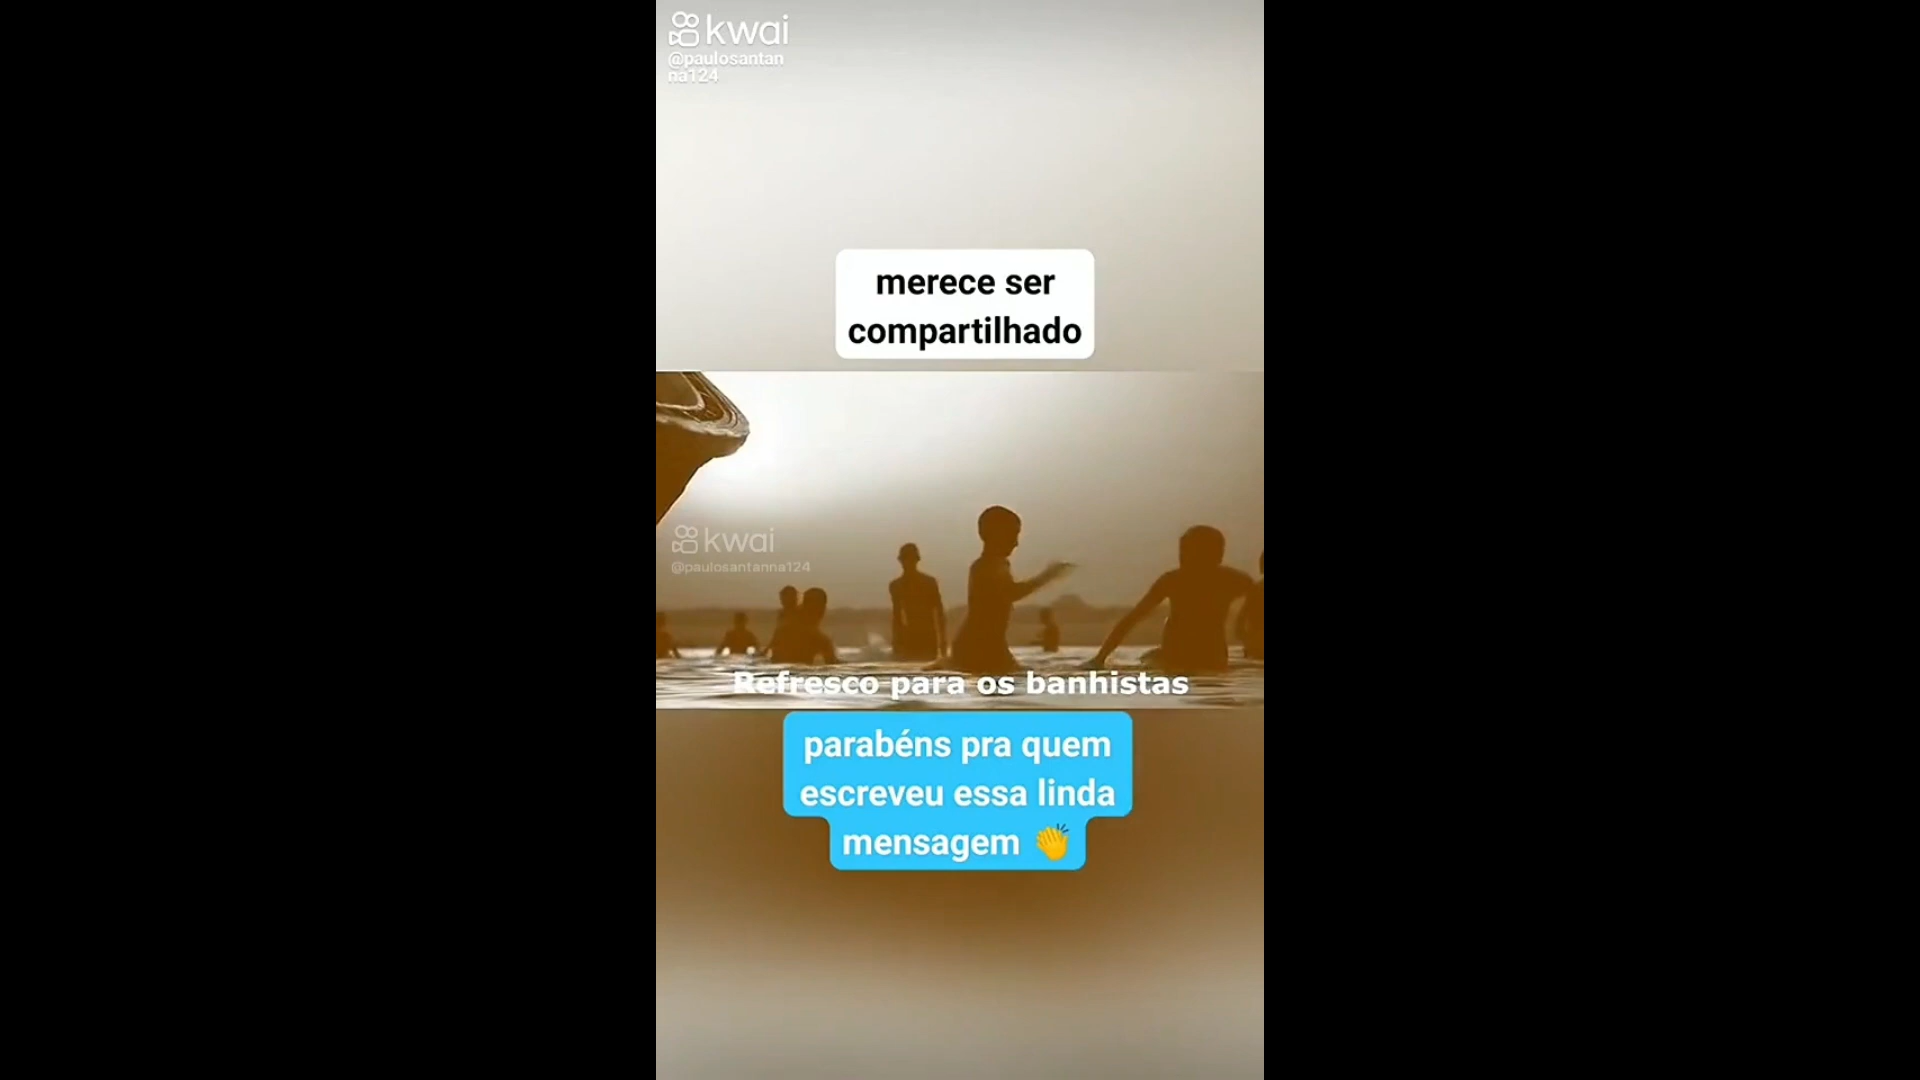 kwai
@paulosantan
na124
merece ser
compartilhado
kwai
@paulosantanna124
Refresco para os banhistas
parabéns pra quem
escreveu essa linda
mensagem 👏